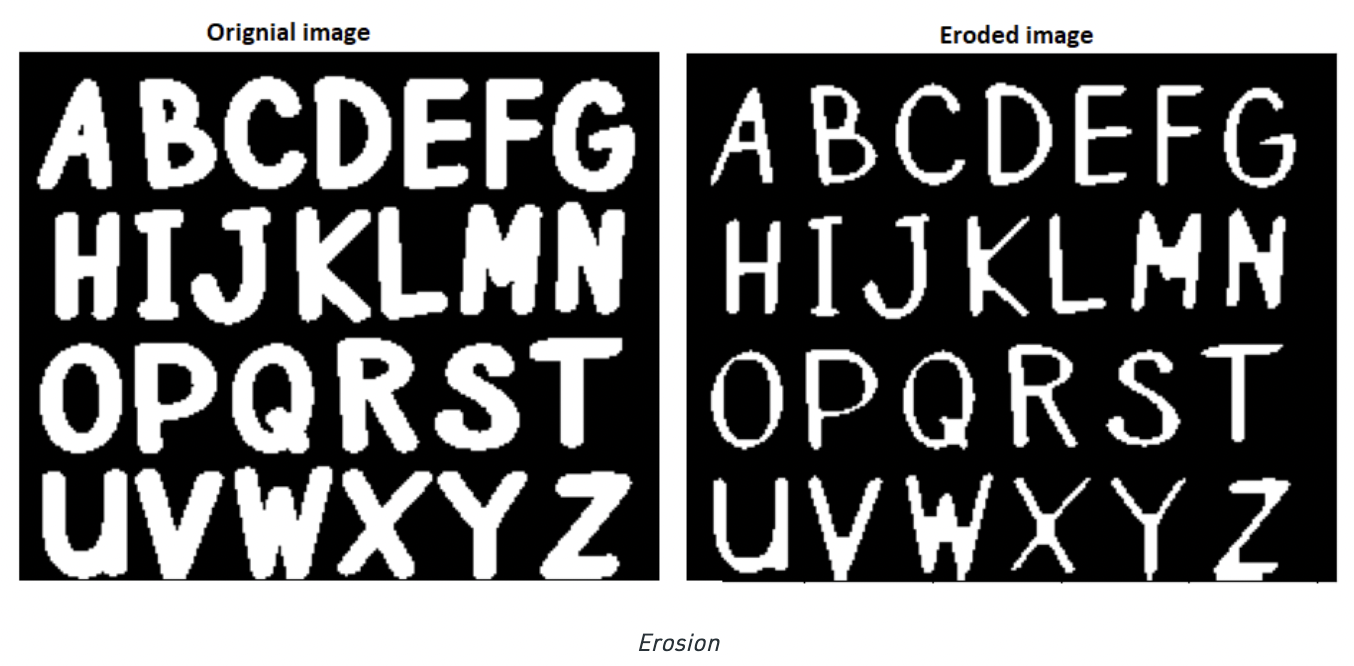 Orignial image
ABCDEFG
HIJKLMN
OPQRST
UVWXYZ
Eroded image
ABCDEFG
HIJKLMN
OPQRST
UVWXYZ
Erosion